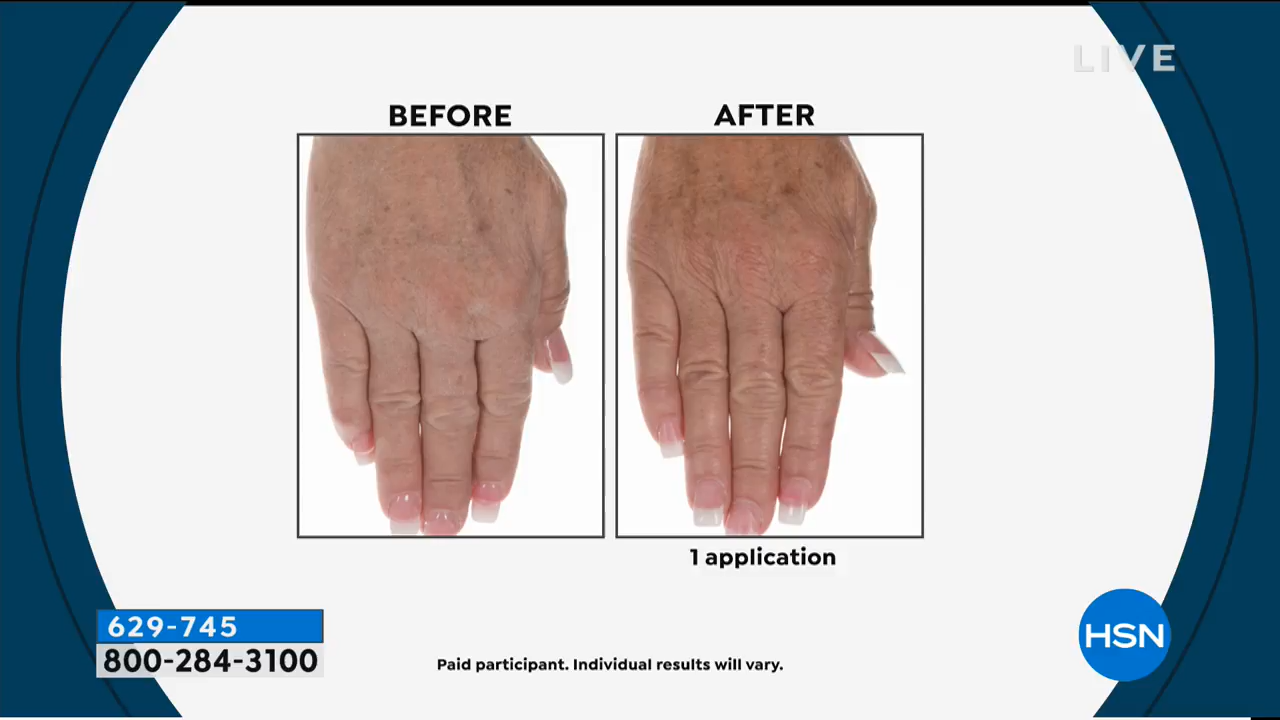 LIVE
BEFORE
AFTER
1 application
629-745
800-284-3100
Paid participant. Individual results will vary.
HSN